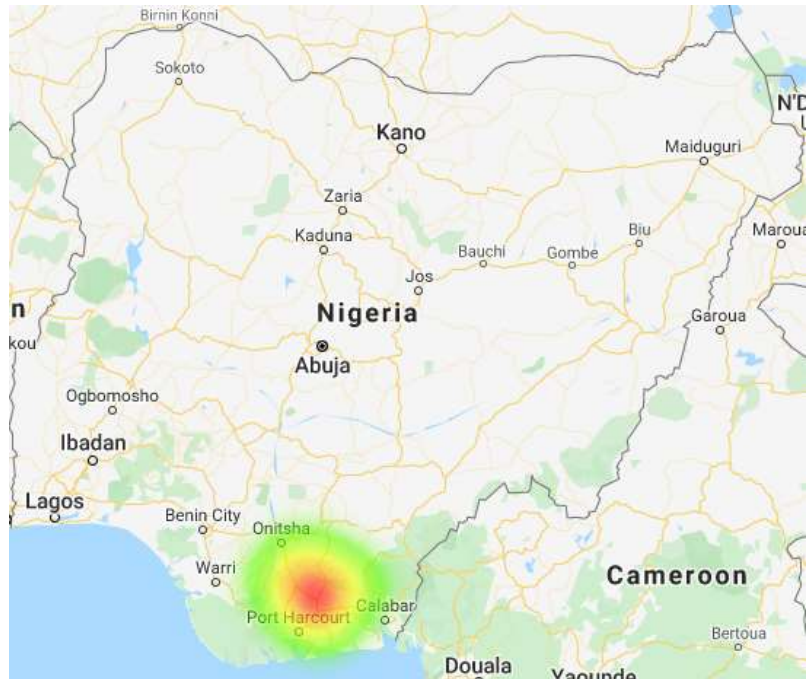 Birnin Konni
Sokoto
N'D
Kano
Maiduguri
Zaria
Kaduna
Biu
Maroua
Bauchi
Gombe
Jos
Nigeria
Garoua
n
kou
Abuja
Ogbomosho
Ibadan
Lagos
Benin City
Onitsha
Warri
Cameroon
Calabar
Port Harcourt
Bertoua
Douala
Yaounde